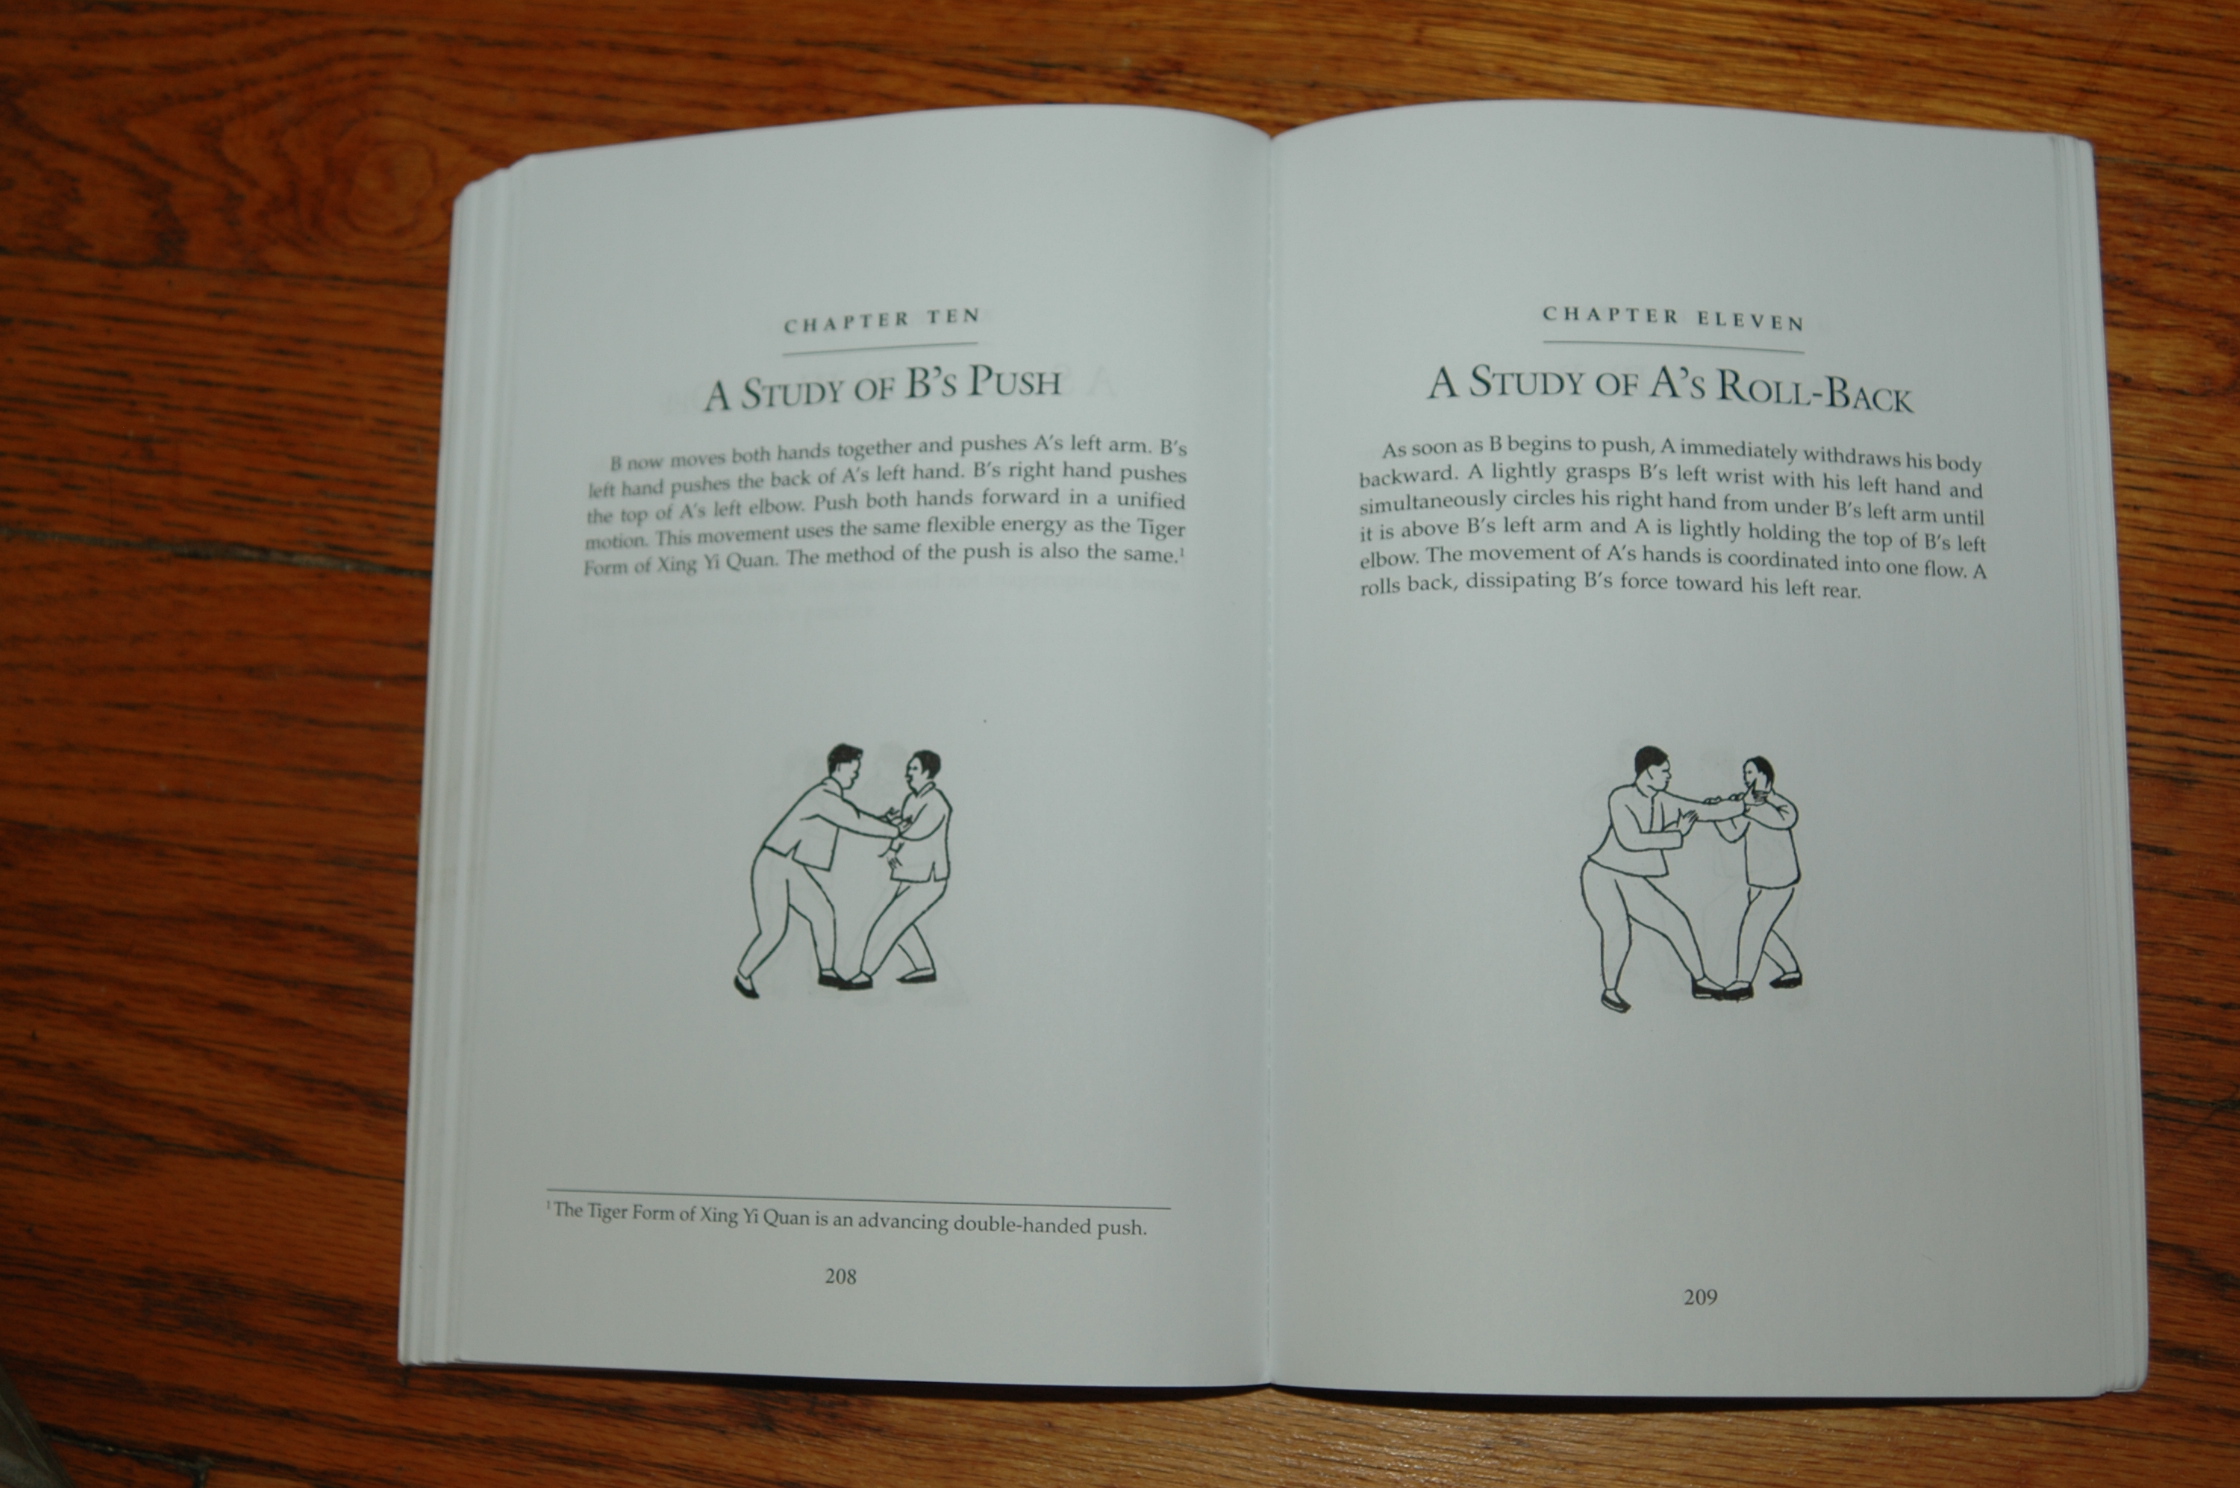 CHAPTER TEN
A STUDY OF B's PUSH
B now moves both hands together and pushes A's left arm. B's
left hand pushes the back of A's left hand. B's right hand pushes
the top of A's left elbow. Push both hands forward in a unified
motion. This movement uses the same flexible energy as the Tiger
Form of Xing Yi Quan. The method of the push is also the same.¹
¹ The Tiger Form of Xing Yi Quan is an advancing double-handed push.
208
CHAPTER ELEVEN
A STUDY OF A's ROLL-BACK
As soon as B begins to push, A immediately withdraws his body
backward. A lightly grasps B's left wrist with his left hand and
simultaneously circles his right hand from under B's left arm until
it is above B's left arm and A is lightly holding the top of B's left
elbow. The movement of A's hands is coordinated into one flow. A
rolls back, dissipating B's force toward his left rear.
209